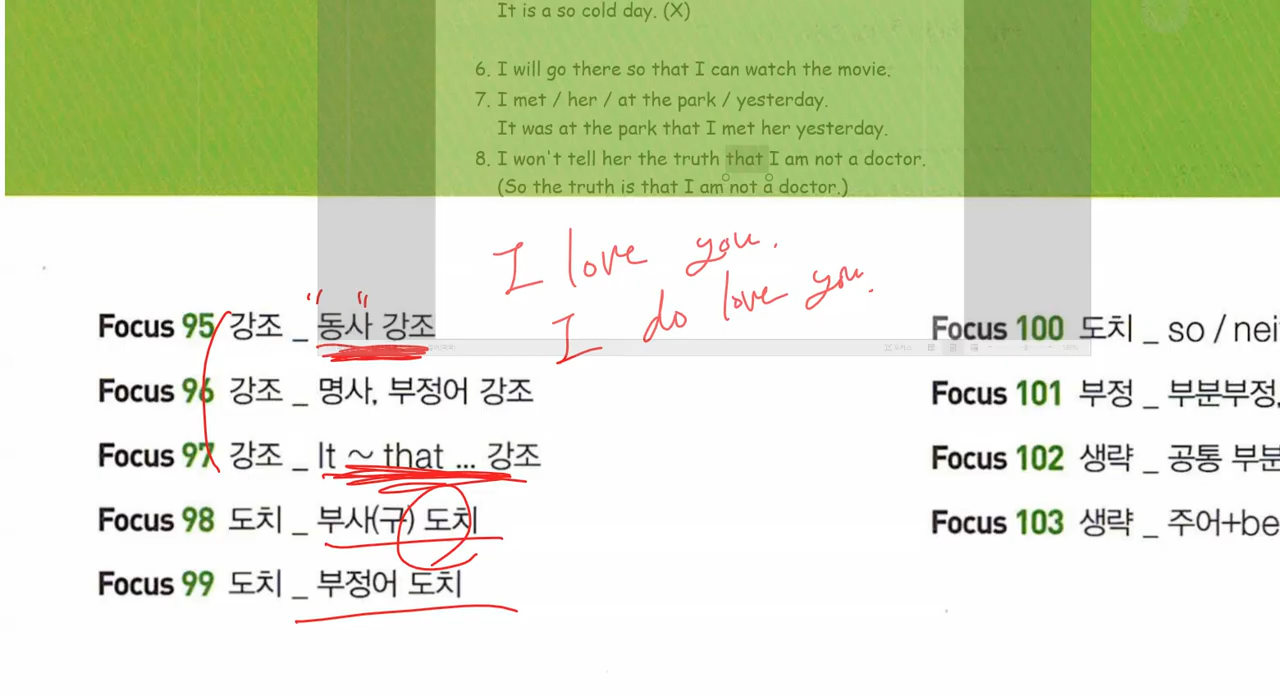 It is a so cold day. (X)
6. I will go there so that I can watch the movie.
7. I met / her / at the park / yesterday.
It was at the park that I met her yesterday.
8. I won't tell her the truth that I am not a doctor.
(So the truth is that I am not a doctor.)
I love you.
I do love you.
Focus 95 강조 _ 동사 강조
Focus 96 강조 _ 명사, 부정어 강조
Focus 97 강조 _ It ~ that ... 강조
Focus 98 도치 _ 부사(구) 도치
Focus 99 도치 _ 부정어 도치
Focus 100 도치 _ so / nei
Focus 101 부정 _ 부분부정,
Focus 102 생략 _ 공통 부분
Focus 103 생략 _ 주어+be